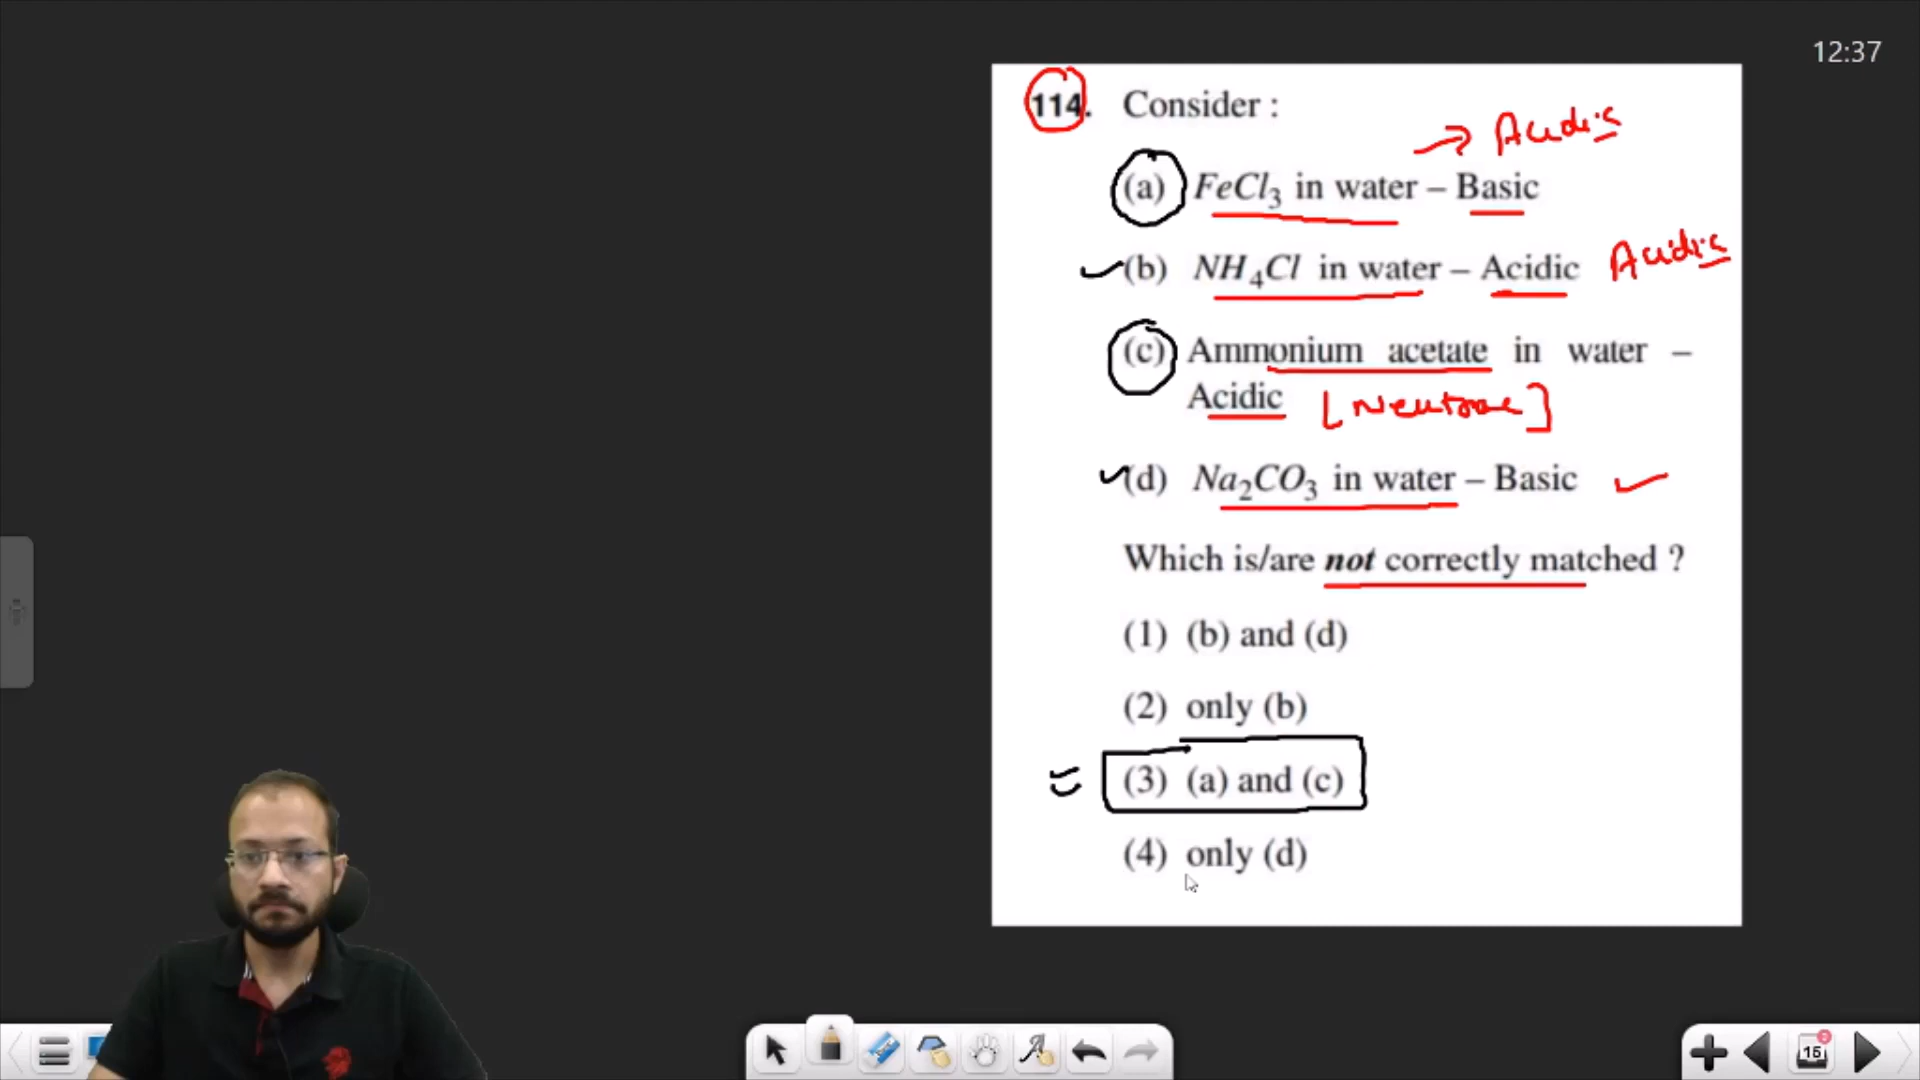 12:37
114. Consider :
→ Acidic
(a) FeCl₃ in water – Basic
(b) NH₄Cl in water – Acidic Acidic
(c) Ammonium acetate in water –
Acidic [Neutral]
(d) Na₂CO₃ in water – Basic ✓
Which is/are not correctly matched ?
(1) (b) and (d)
(2) only (b)
(3) (a) and (c)
(4) only (d)
15